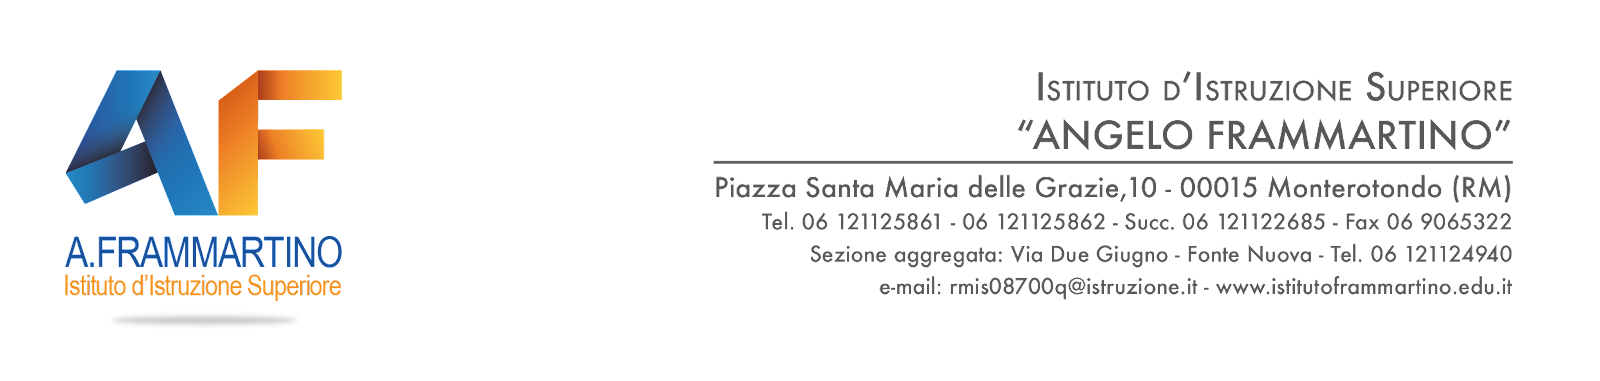 AF
A.FRAMMARTINO
Istituto d'Istruzione Superiore
ISTITUTO D'ISTRUZIONE SUPERIORE
“ANGELO FRAMMARTINO”
Piazza Santa Maria delle Grazie,10 - 00015 Monterotondo (RM)
Tel. 06 121125861 - 06 121125862 - Succ. 06 121122685 - Fax 06 9065322
Sezione aggregata: Via Due Giugno - Fonte Nuova - Tel. 06 121124940
e-mail: rmis08700q@istruzione.it - www.istitutoframmartino.edu.it